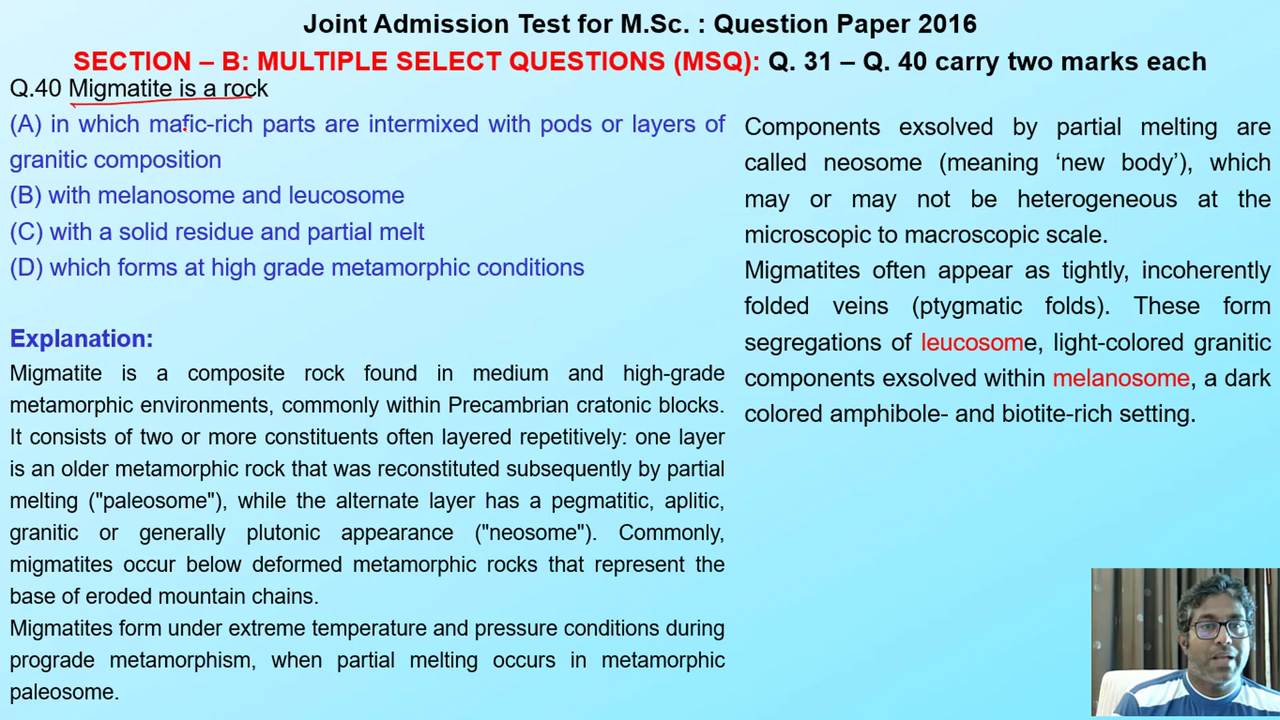 Joint Admission Test for M.Sc. : Question Paper 2016
SECTION – B: MULTIPLE SELECT QUESTIONS (MSQ): Q. 31 – Q. 40 carry two marks each
Q.40 Migmatite is a rock
(A) in which mafic-rich parts are intermixed with pods or layers of
granitic composition
(B) with melanosome and leucosome
(C) with a solid residue and partial melt
(D) which forms at high grade metamorphic conditions
Explanation:
Migmatite is a composite rock found in medium and high-grade
metamorphic environments, commonly within Precambrian cratonic blocks.
It consists of two or more constituents often layered repetitively: one layer
is an older metamorphic rock that was reconstituted subsequently by partial
melting ("paleosome"), while the alternate layer has a pegmatitic, aplitic,
granitic or generally plutonic appearance ("neosome"). Commonly,
migmatites occur below deformed metamorphic rocks that represent the
base of eroded mountain chains.
Migmatites form under extreme temperature and pressure conditions during
prograde metamorphism, when partial melting occurs in metamorphic
paleosome.
Components exsolved by partial melting are
called neosome (meaning ‘new body’), which
may or may not be heterogeneous at the
microscopic to macroscopic scale.
Migmatites often appear as tightly, incoherently
folded veins (ptygmatic folds). These form
segregations of leucosome, light-colored granitic
components exsolved within melanosome, a dark
colored amphibole- and biotite-rich setting.